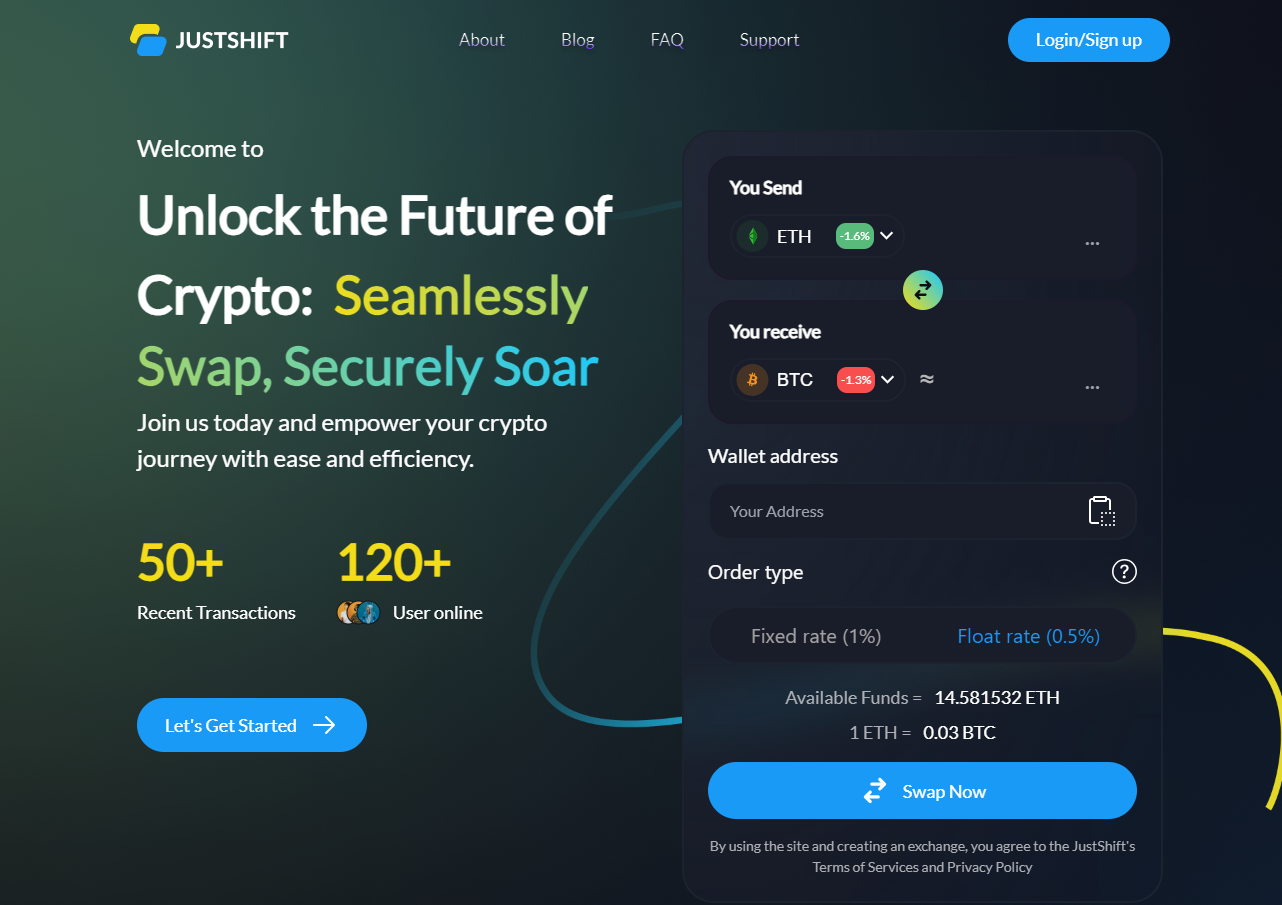 JUSTSHIFT
About
Blog
FAQ
Support
Login/Sign up
Welcome to
Unlock the Future of
Crypto: Seamlessly
Swap, Securely Soar
Join us today and empower your crypto
journey with ease and efficiency.
50+
Recent Transactions
120+
User online
Let's Get Started
You Send
ETH
-1.6%
...
You receive
BTC
-1.3%
≈
...
Wallet address
Your Address
Order type
?
Fixed rate (1%)
Float rate (0.5%)
Available Funds = 14.581532 ETH
1 ETH = 0.03 BTC
Swap Now
By using the site and creating an exchange, you agree to the JustShift's
Terms of Services and Privacy Policy